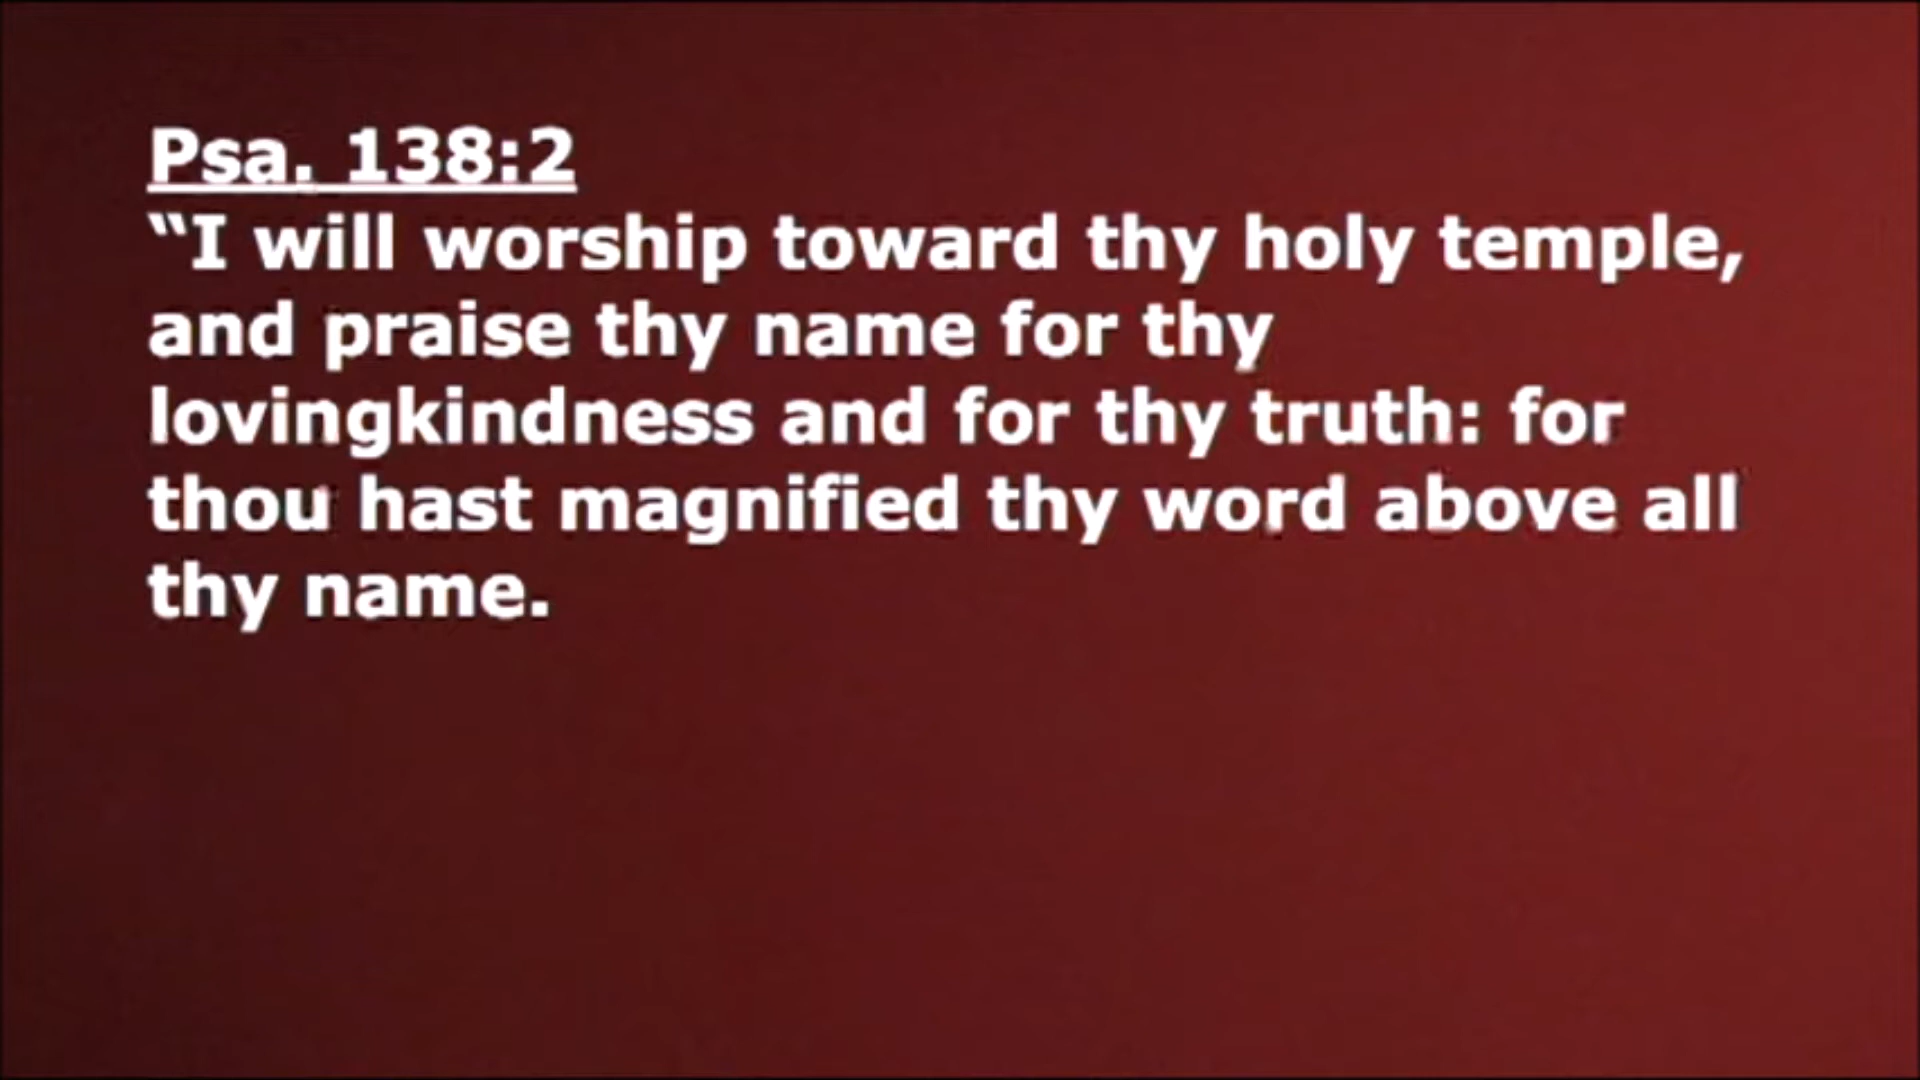 Psa. 138:2
“I will worship toward thy holy temple,
and praise thy name for thy
lovingkindness and for thy truth: for
thou hast magnified thy word above all
thy name.